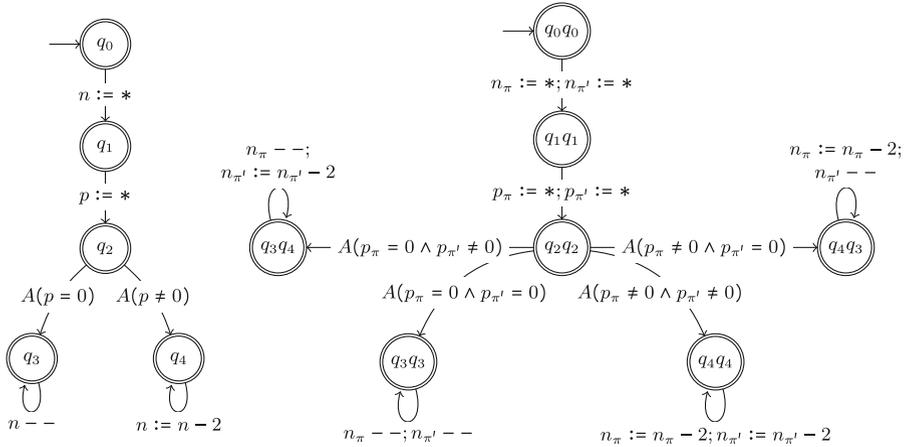 q₀
n := *
q₁
p := *
q₂
A(p = 0)
A(p ≠ 0)
q₃
q₄
n − −
n := n − 2
q₀q₀
n_π := *; n_π′ := *
q₁q₁
p_π := *; p_π′ := *
n_π − −;
n_π′ := n_π′ − 2
n_π := n_π − 2;
n_π′ − −
q₃q₄
A(p_π = 0 ∧ p_π′ ≠ 0)
q₂q₂
A(p_π ≠ 0 ∧ p_π′ = 0)
q₄q₃
A(p_π = 0 ∧ p_π′ = 0)
A(p_π ≠ 0 ∧ p_π′ ≠ 0)
q₃q₃
q₄q₄
n_π − −; n_π′ − −
n_π := n_π − 2; n_π′ := n_π′ − 2